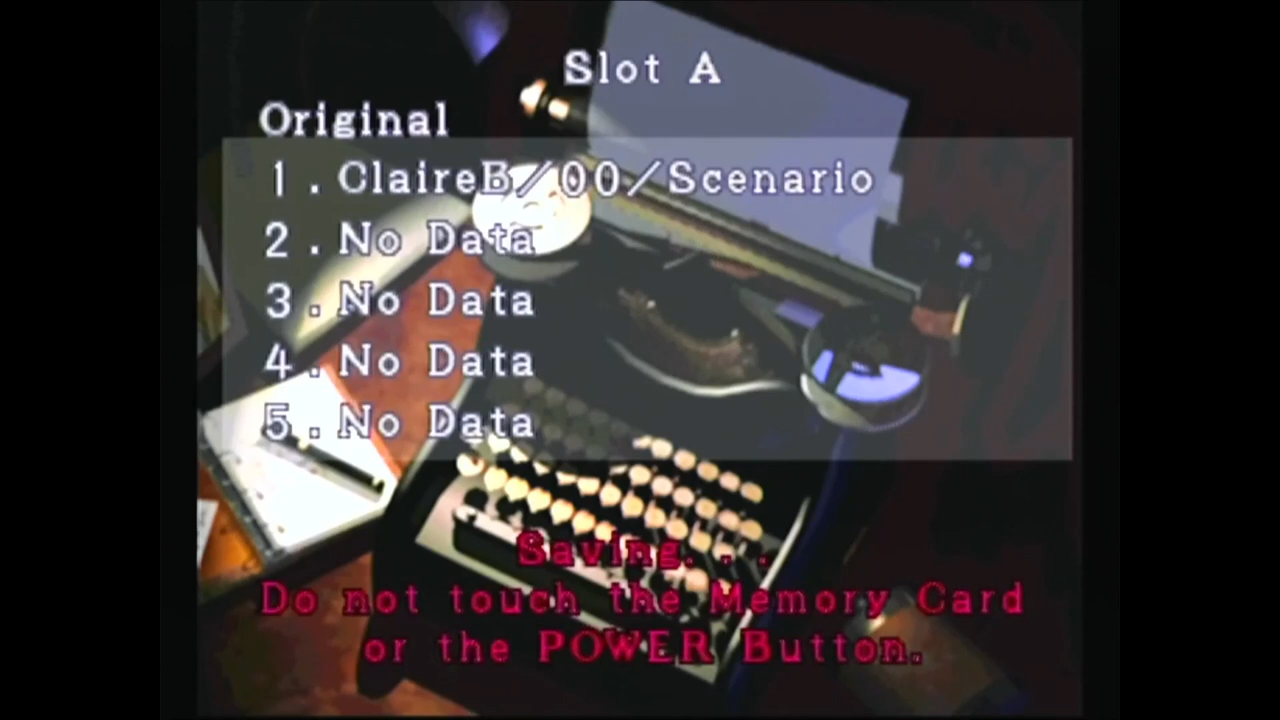 Slot A
Original
1.ClaireB/00/Scenario
2.No Data
3.No Data
4.No Data
5.No Data
Saving...
Do not touch the Memory Card
or the POWER Button.